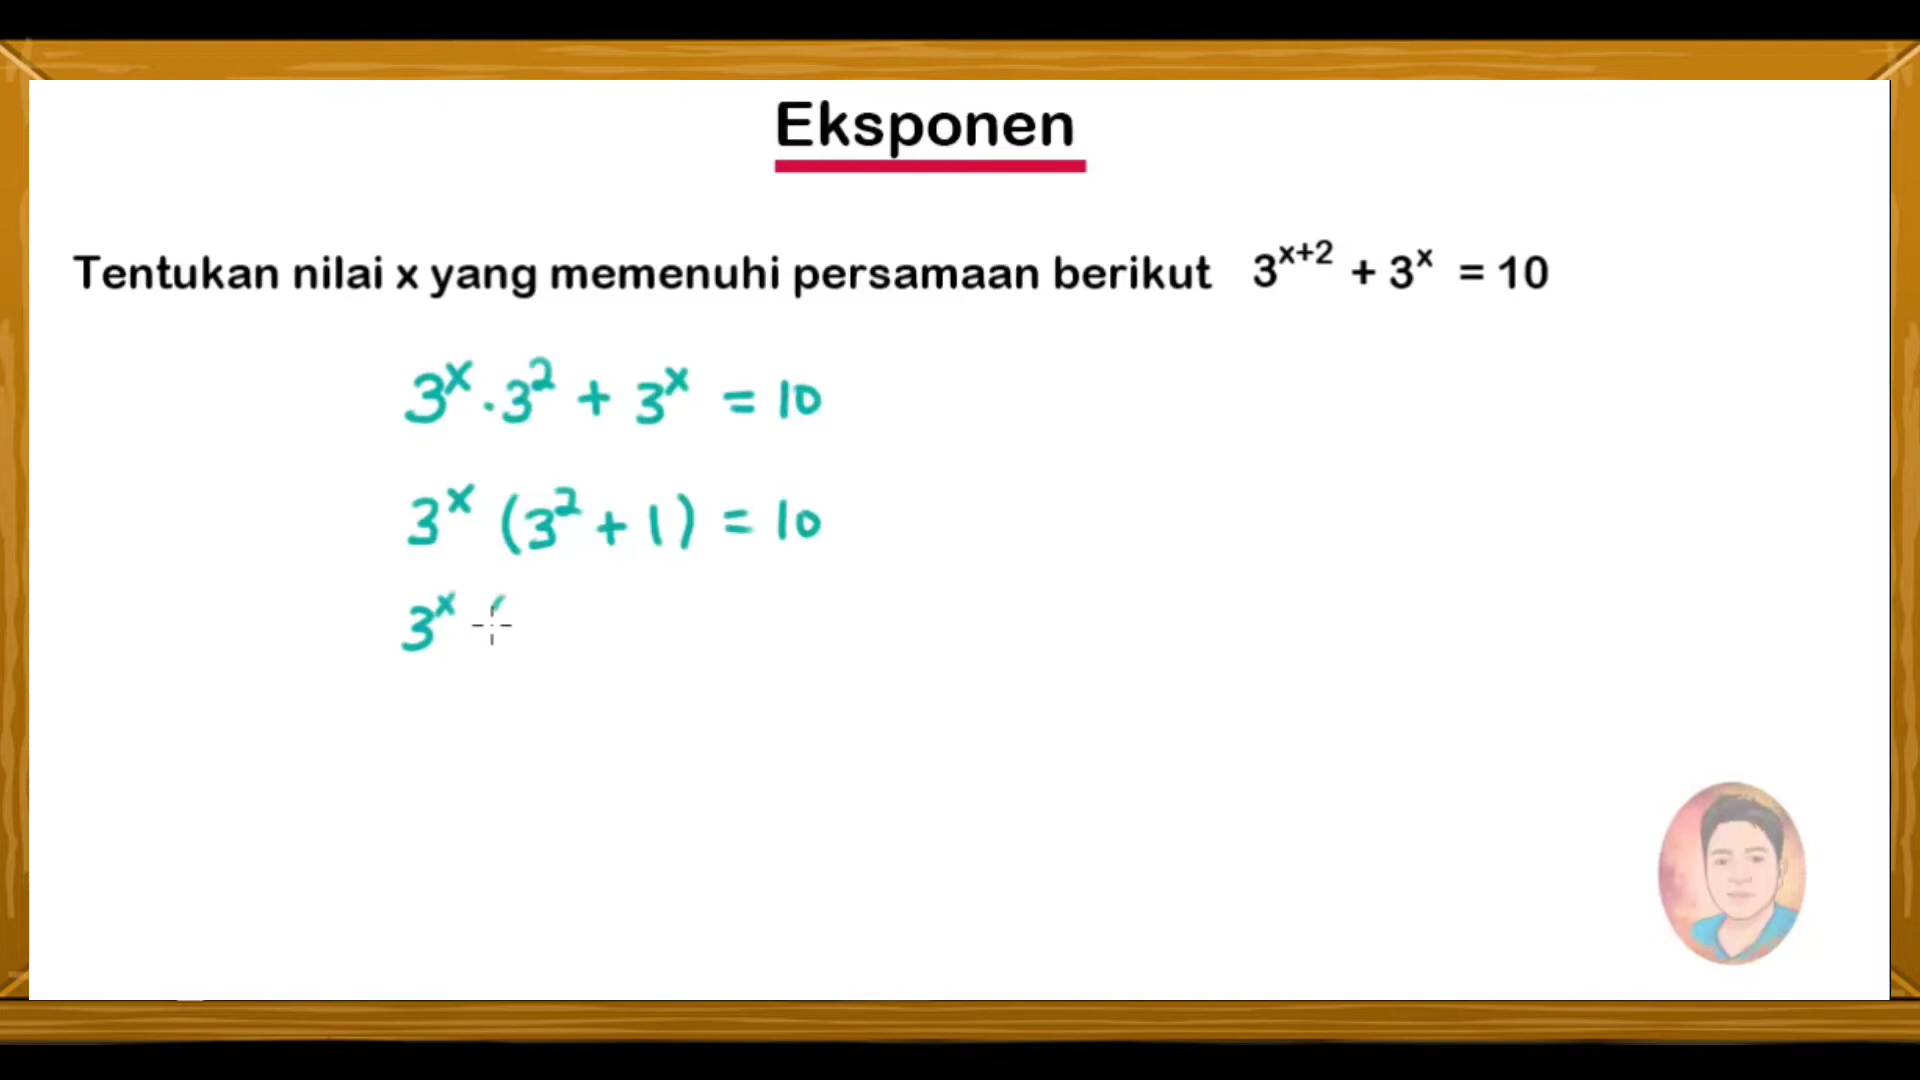 Eksponen
Tentukan nilai x yang memenuhi persamaan berikut 3^{x+2} + 3^x = 10
3^x · 3^2 + 3^x = 10
3^x (3^2 + 1) = 10
3^x